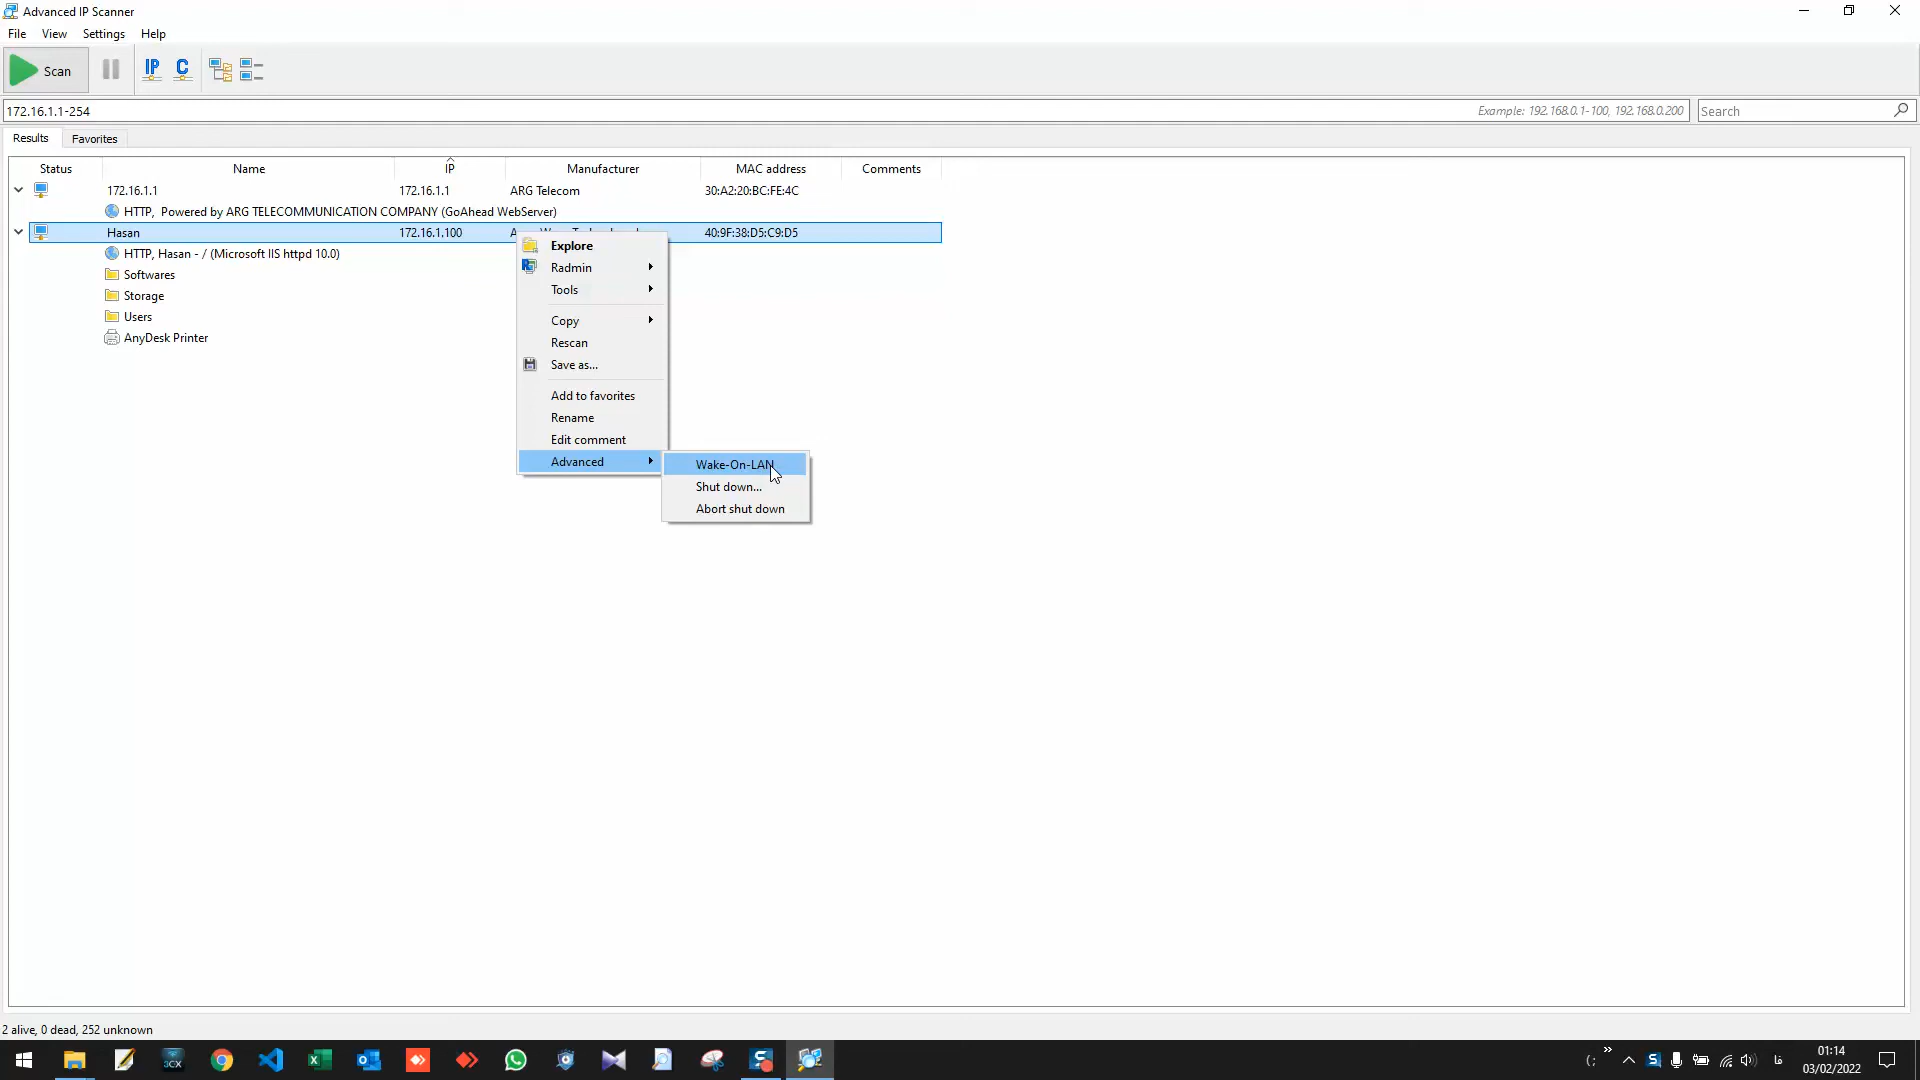 Advanced IP Scanner
File View Settings Help
Scan IP C
172.16.1.1-254 Example: 192.168.0.1-100, 192.168.0.200 Search
Results Favorites
Status Name IP Manufacturer MAC address Comments
172.16.1.1 172.16.1.1 ARG Telecom 30:A2:20:BC:FE:4C
HTTP, Powered by ARG TELECOMMUNICATION COMPANY (GoAhead WebServer)
Hasan 172.16.1.100 40:9F:38:D5:C9:D5
HTTP, Hasan - / (Microsoft IIS httpd 10.0)
Softwares
Storage
Users
AnyDesk Printer
Explore
Radmin
Tools
Copy
Rescan
Save as...
Add to favorites
Rename
Edit comment
Advanced
Wake-On-LAN
Shut down...
Abort shut down
2 alive, 0 dead, 252 unknown
3CX
فا
01:14
03/02/2022